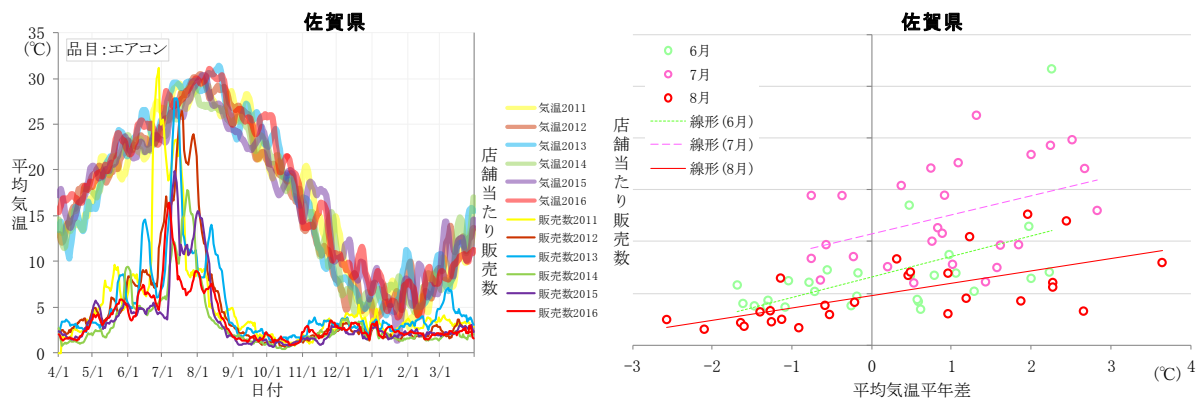 佐賀県
35
(℃)
品目:エアコン
30
25
20
15
10
5
0
平均気温
店舗当たり販売数
4/1 5/1 6/1 7/1 8/1 9/1 10/1 11/1 12/1 1/1 2/1 3/1
日付
気温2011
気温2012
気温2013
気温2014
気温2015
気温2016
販売数2011
販売数2012
販売数2013
販売数2014
販売数2015
販売数2016
佐賀県
6月
7月
8月
線形(6月)
線形(7月)
線形(8月)
店舗当たり販売数
-3 -2 -1 0 1 2 3 4
平均気温平年差
(℃)